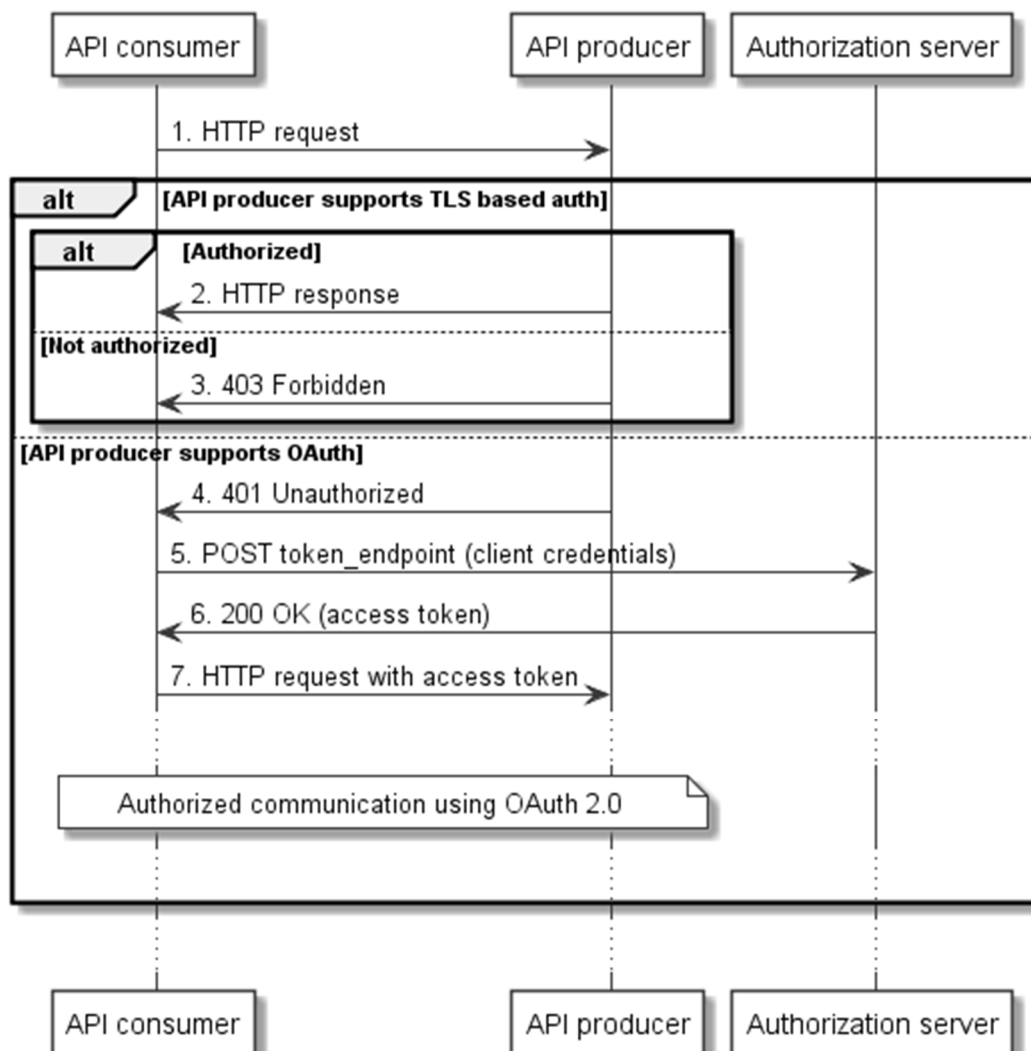 API consumer
API producer
Authorization server
1. HTTP request
alt
[API producer supports TLS based auth]
alt
[Authorized]
2. HTTP response
[Not authorized]
3. 403 Forbidden
[API producer supports OAuth]
4. 401 Unauthorized
5. POST token_endpoint (client credentials)
6. 200 OK (access token)
7. HTTP request with access token
Authorized communication using OAuth 2.0
API consumer
API producer
Authorization server